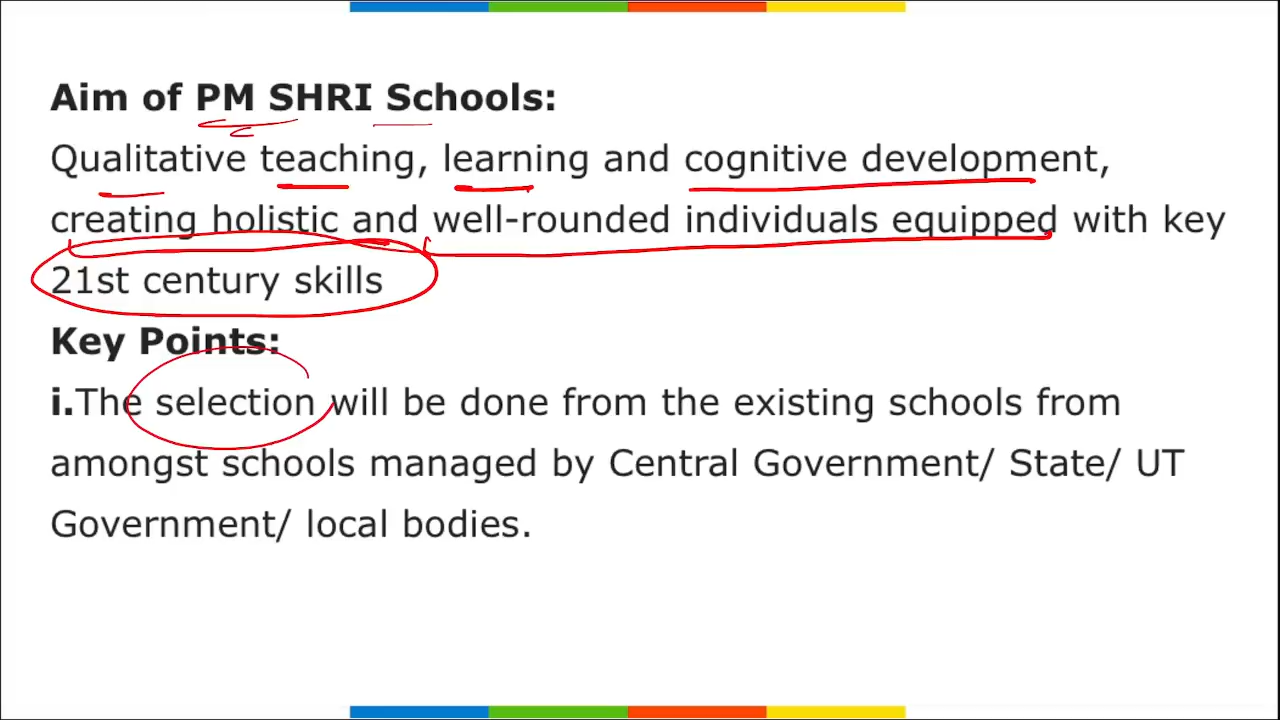 Aim of PM SHRI Schools:
Qualitative teaching, learning and cognitive development,
creating holistic and well-rounded individuals equipped with key
21st century skills
Key Points:
i.The selection will be done from the existing schools from
amongst schools managed by Central Government/ State/ UT
Government/ local bodies.